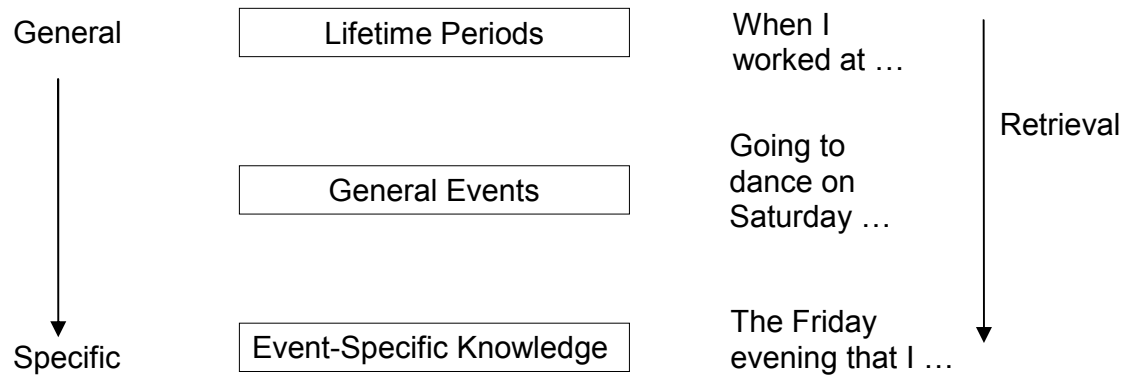 General
Lifetime Periods
When I
worked at …
Retrieval
Going to
dance on
Saturday …
General Events
The Friday
evening that I …
Event-Specific Knowledge
Specific